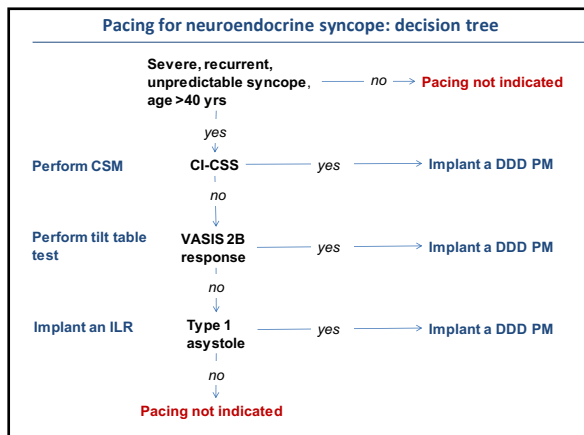 Pacing for neuroendocrine syncope: decision tree
Severe, recurrent,
unpredictable syncope,
age >40 yrs
no
Pacing not indicated
yes
Perform CSM
CI-CSS
yes
Implant a DDD PM
no
Perform tilt table
test
VASIS 2B
response
yes
Implant a DDD PM
no
Implant an ILR
Type 1
asystole
yes
Implant a DDD PM
no
Pacing not indicated